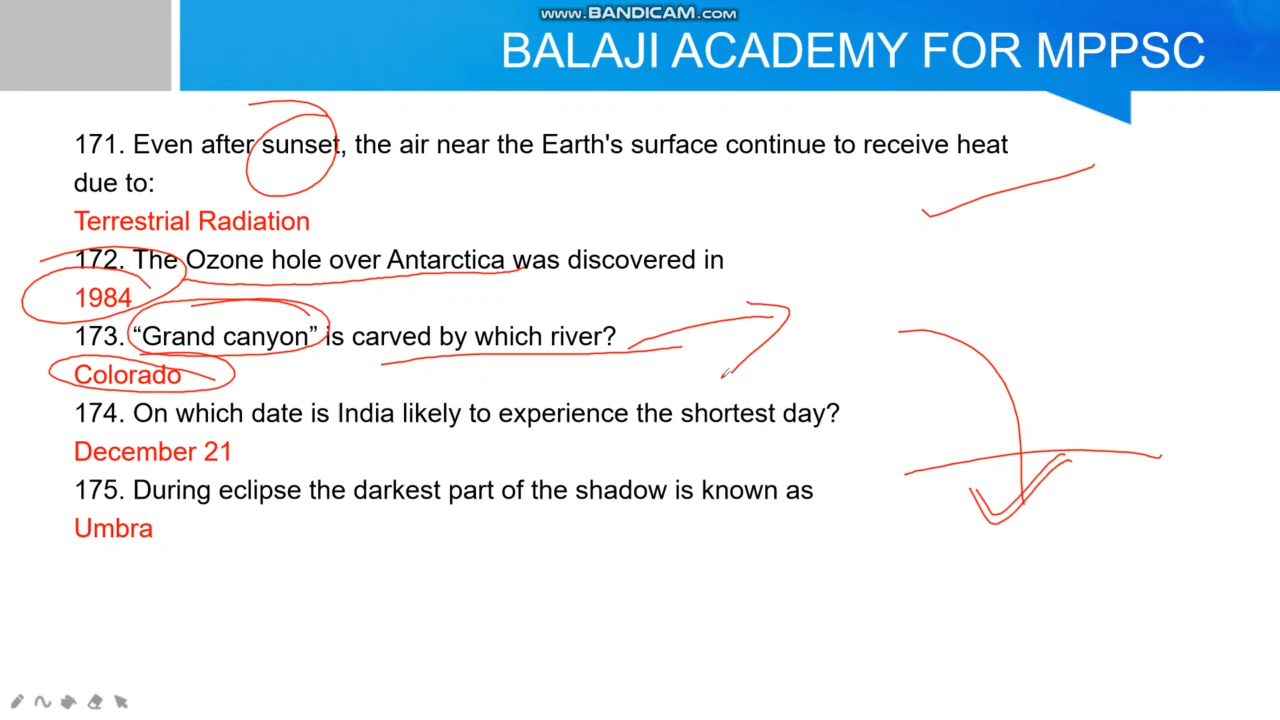 www.BANDICAM.com
BALAJI ACADEMY FOR MPPSC
171. Even after sunset, the air near the Earth's surface continue to receive heat
due to:
Terrestrial Radiation
172. The Ozone hole over Antarctica was discovered in
1984
173. “Grand canyon” is carved by which river?
Colorado
174. On which date is India likely to experience the shortest day?
December 21
175. During eclipse the darkest part of the shadow is known as
Umbra